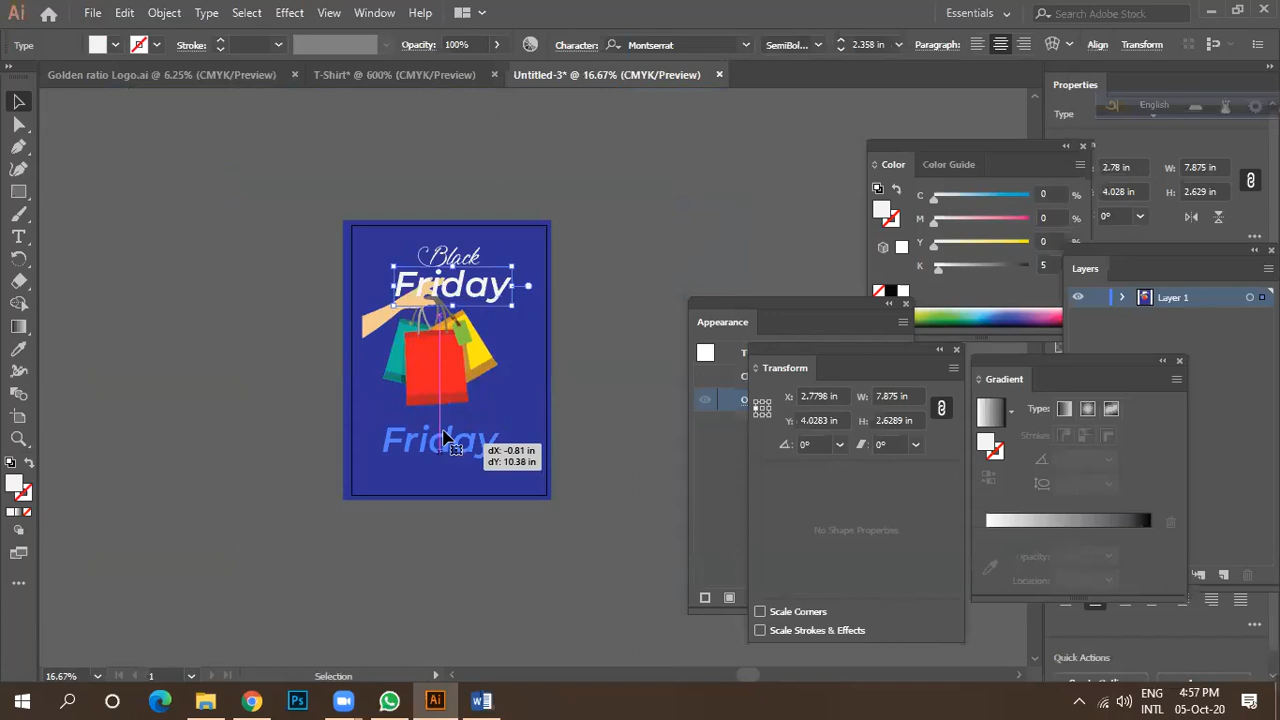 Ai File Edit Object Type Select Effect View Window Help Essentials Search Adobe Stock
Type Stroke: Opacity: 100% Character: Montserrat SemiBol... 2.358 in Paragraph: Align Transform
Golden ratio Logo.ai @ 6.25% (CMYK/Preview) × T-Shirt* @ 600% (CMYK/Preview) × Untitled-3* @ 16.67% (CMYK/Preview) ×
Properties
Type
English
2.78 in W: 7.875 in
4.028 in H: 2.629 in
0°
Color Color Guide
C 0 %
M 0 %
Y 0 %
K 5
Layers
Layer 1
Black
Friday
Friday
dX: -0.81 in
dY: 10.38 in
Appearance
T
C
O
Transform
X: 2.7798 in W: 7.875 in
Y: 4.0283 in H: 2.6289 in
0° 0°
No Shape Properties
Scale Corners
Scale Strokes & Effects
Gradient
Type:
Strokes:
Opacity:
Location:
Quick Actions
16.67% 1 Selection
Ps Ai
ENG
INTL
4:57 PM
05-Oct-20